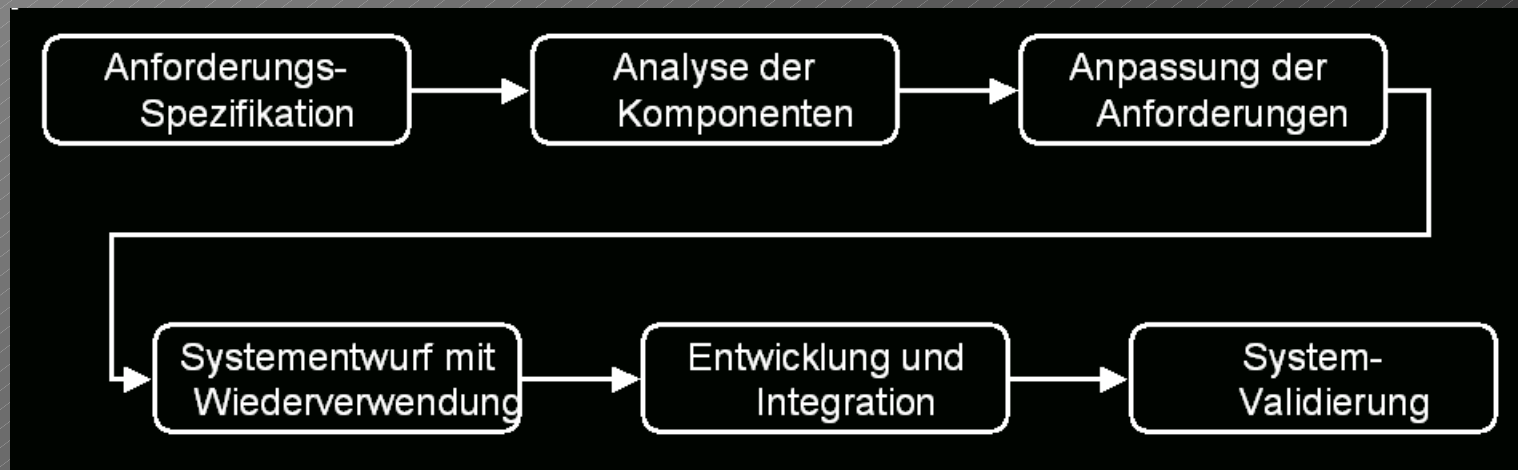 Anforderungs-
Spezifikation
Analyse der
Komponenten
Anpassung der
Anforderungen
Systementwurf mit
Wiederverwendung
Entwicklung und
Integration
System-
Validierung